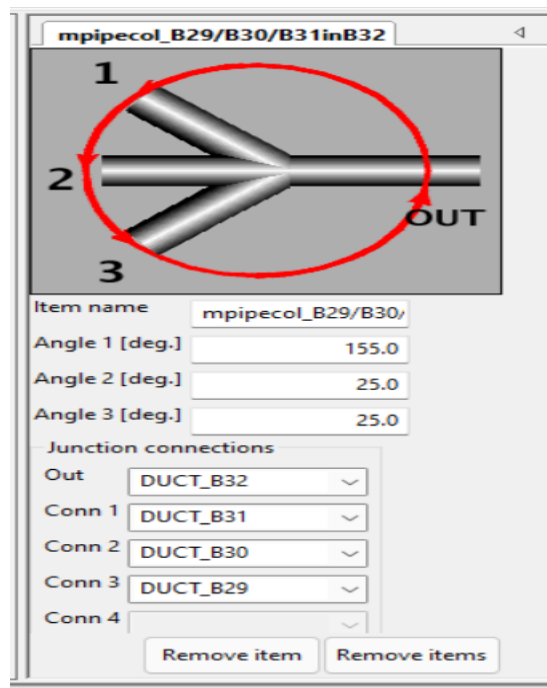 mpipecol_B29/B30/B31inB32
1
2
OUT
3
Item name mpipecol_B29/B30/
Angle 1 [deg.] 155.0
Angle 2 [deg.] 25.0
Angle 3 [deg.] 25.0
Junction connections
Out DUCT_B32
Conn 1 DUCT_B31
Conn 2 DUCT_B30
Conn 3 DUCT_B29
Conn 4
Remove item Remove items